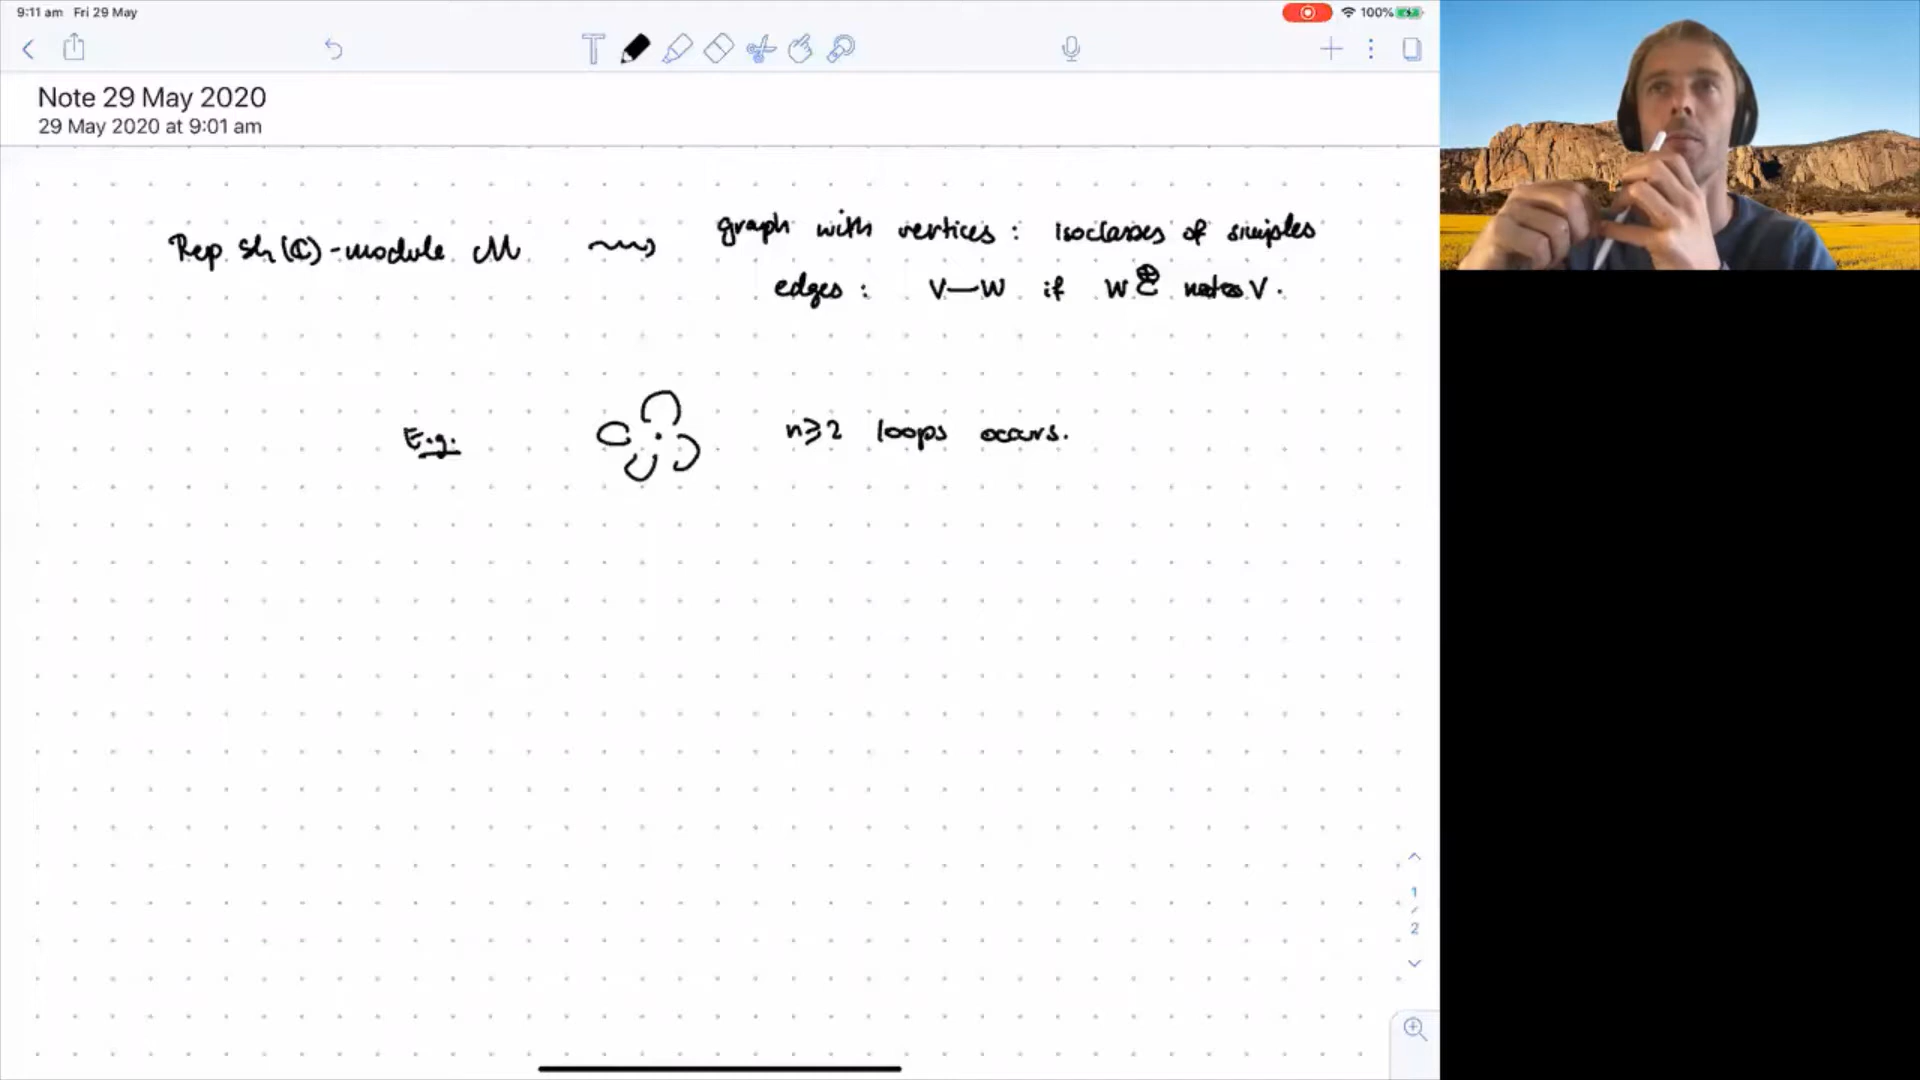 9:11 am Fri 29 May
100%
Note 29 May 2020
29 May 2020 at 9:01 am
Rep Sl₂(ℂ)-module M ⇝ graph with vertices : isoclasses of simples
edges : V—W if W ⊕⊂ V.
E.g. n⩾2 loops occurs.
1
/
2